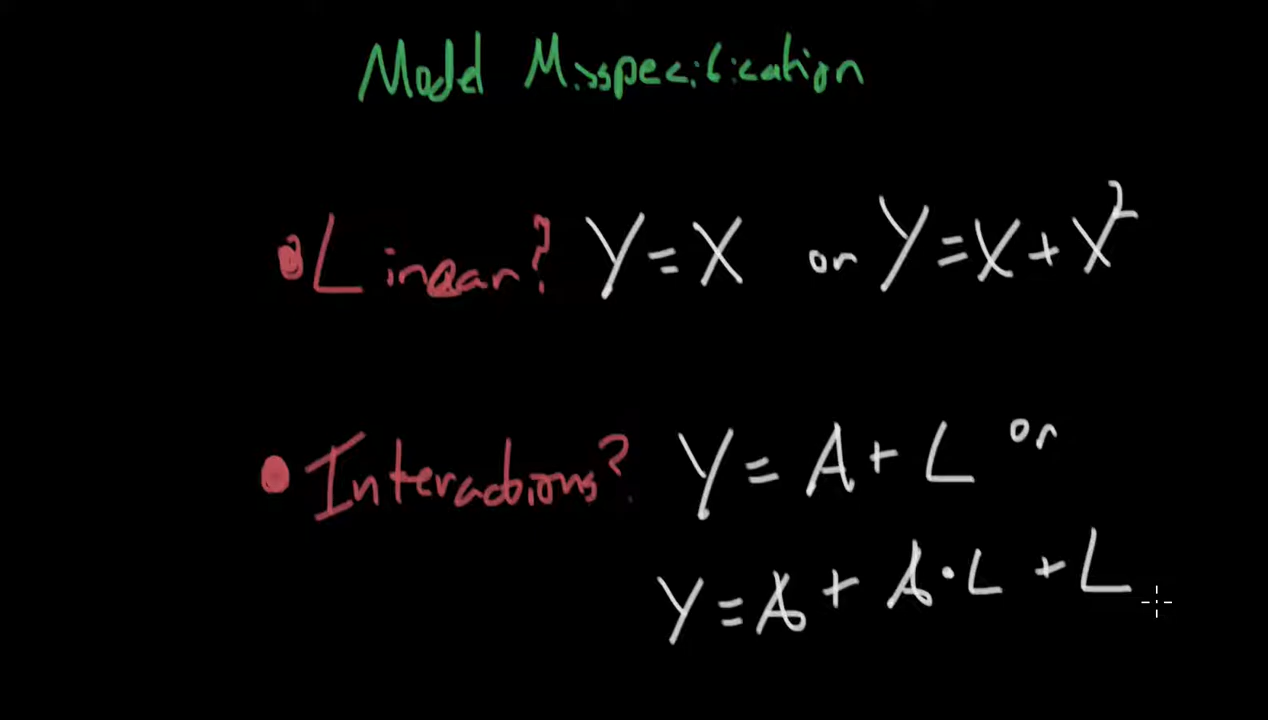 Model Misspecification
• Linear? Y = X or Y = X + X²
• Interactions? Y = A + L or
Y = A + A · L + L